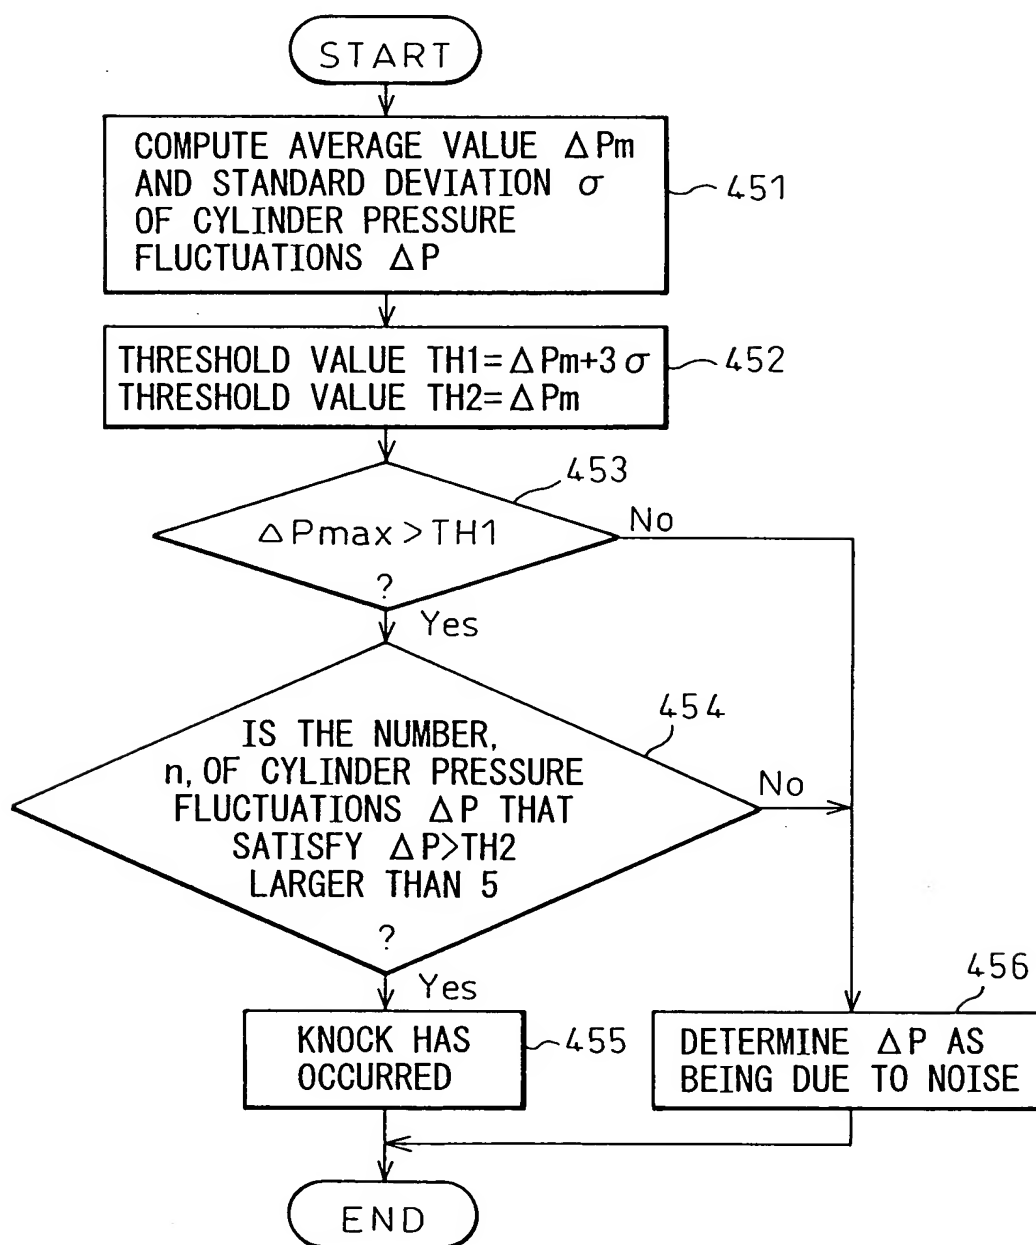 START
COMPUTE AVERAGE VALUE ΔPm
AND STANDARD DEVIATION σ
OF CYLINDER PRESSURE
FLUCTUATIONS ΔP
451
THRESHOLD VALUE TH1=ΔPm+3σ
THRESHOLD VALUE TH2=ΔPm
452
453
ΔPmax>TH1
?
No
Yes
454
IS THE NUMBER,
n, OF CYLINDER PRESSURE
FLUCTUATIONS ΔP THAT
SATISFY ΔP>TH2
LARGER THAN 5
?
No
Yes
KNOCK HAS
OCCURRED
455
456
DETERMINE ΔP AS
BEING DUE TO NOISE
END